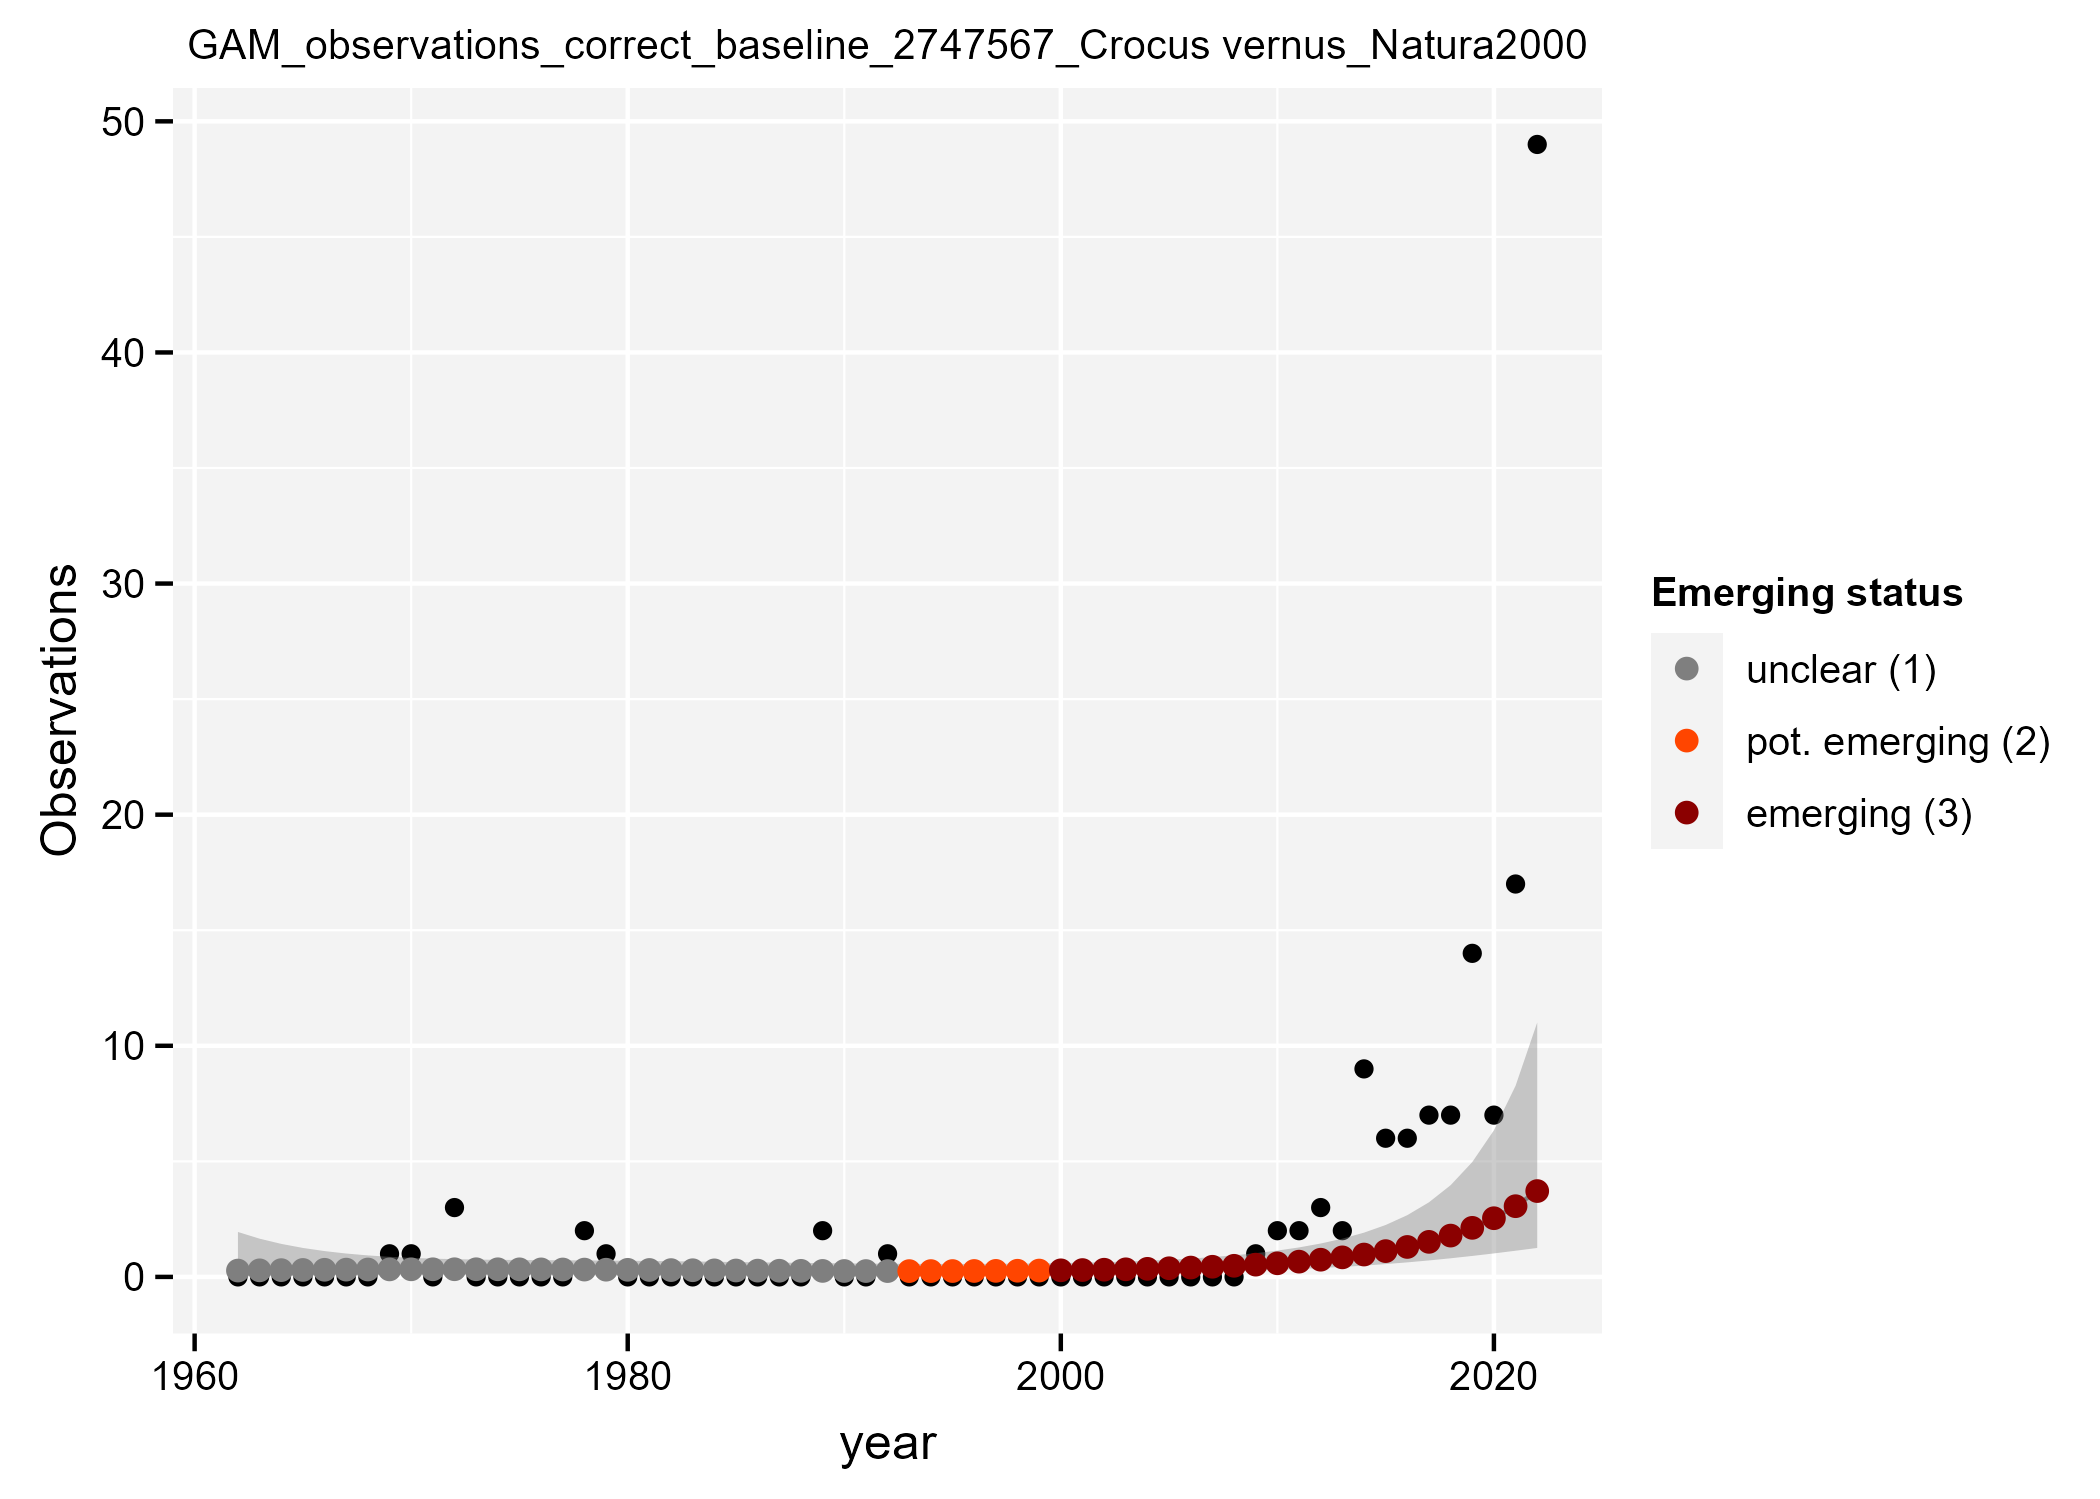 GAM_observations_correct_baseline_2747567_Crocus vernus_Natura2000
50
40
30
20
10
0
Observations
1960
1980
2000
2020
year
Emerging status
unclear (1)
pot. emerging (2)
emerging (3)